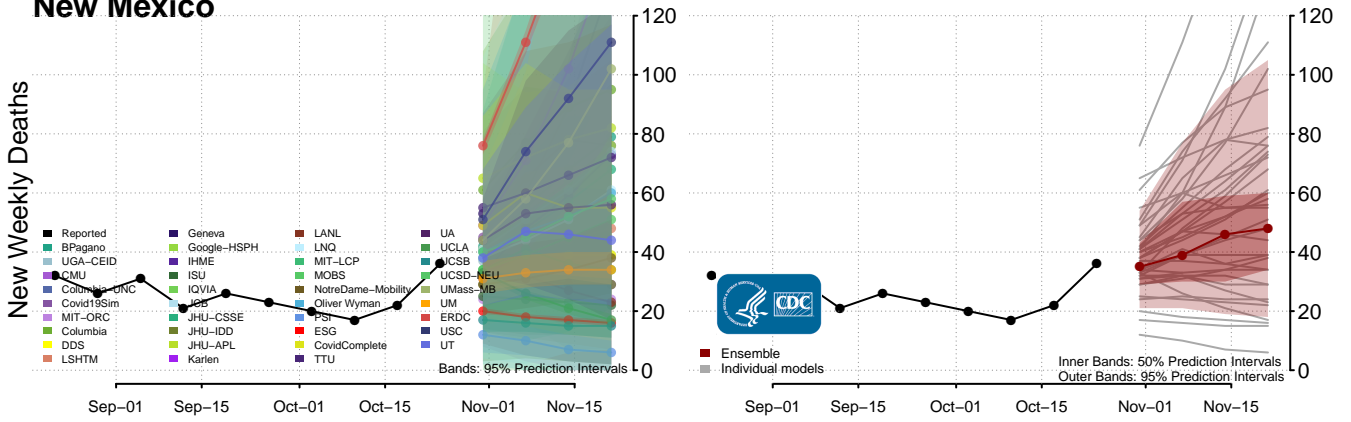 New Mexico
New Weekly Deaths
120
100
80
60
40
20
0
Reported
BPagano
UGA−CEID
CMU
Columbia−UNC
Covid19Sim
MIT−ORC
Columbia
DDS
LSHTM
Geneva
Google−HSPH
IHME
ISU
IQVIA
JCB
JHU−CSSE
JHU−IDD
JHU−APL
Karlen
LANL
LNQ
MIT−LCP
MOBS
NotreDame−Mobility
Oliver Wyman
PSI
ESG
CovidComplete
TTU
UA
UCLA
UCSB
UCSD−NEU
UMass−MB
UM
ERDC
USC
UT
Bands: 95% Prediction Intervals
Sep−01 Sep−15 Oct−01 Oct−15 Nov−01 Nov−15
120
100
80
60
40
20
0
CDC
Ensemble
Individual models
Inner Bands: 50% Prediction Intervals
Outer Bands: 95% Prediction Intervals
Sep−01 Sep−15 Oct−01 Oct−15 Nov−01 Nov−15